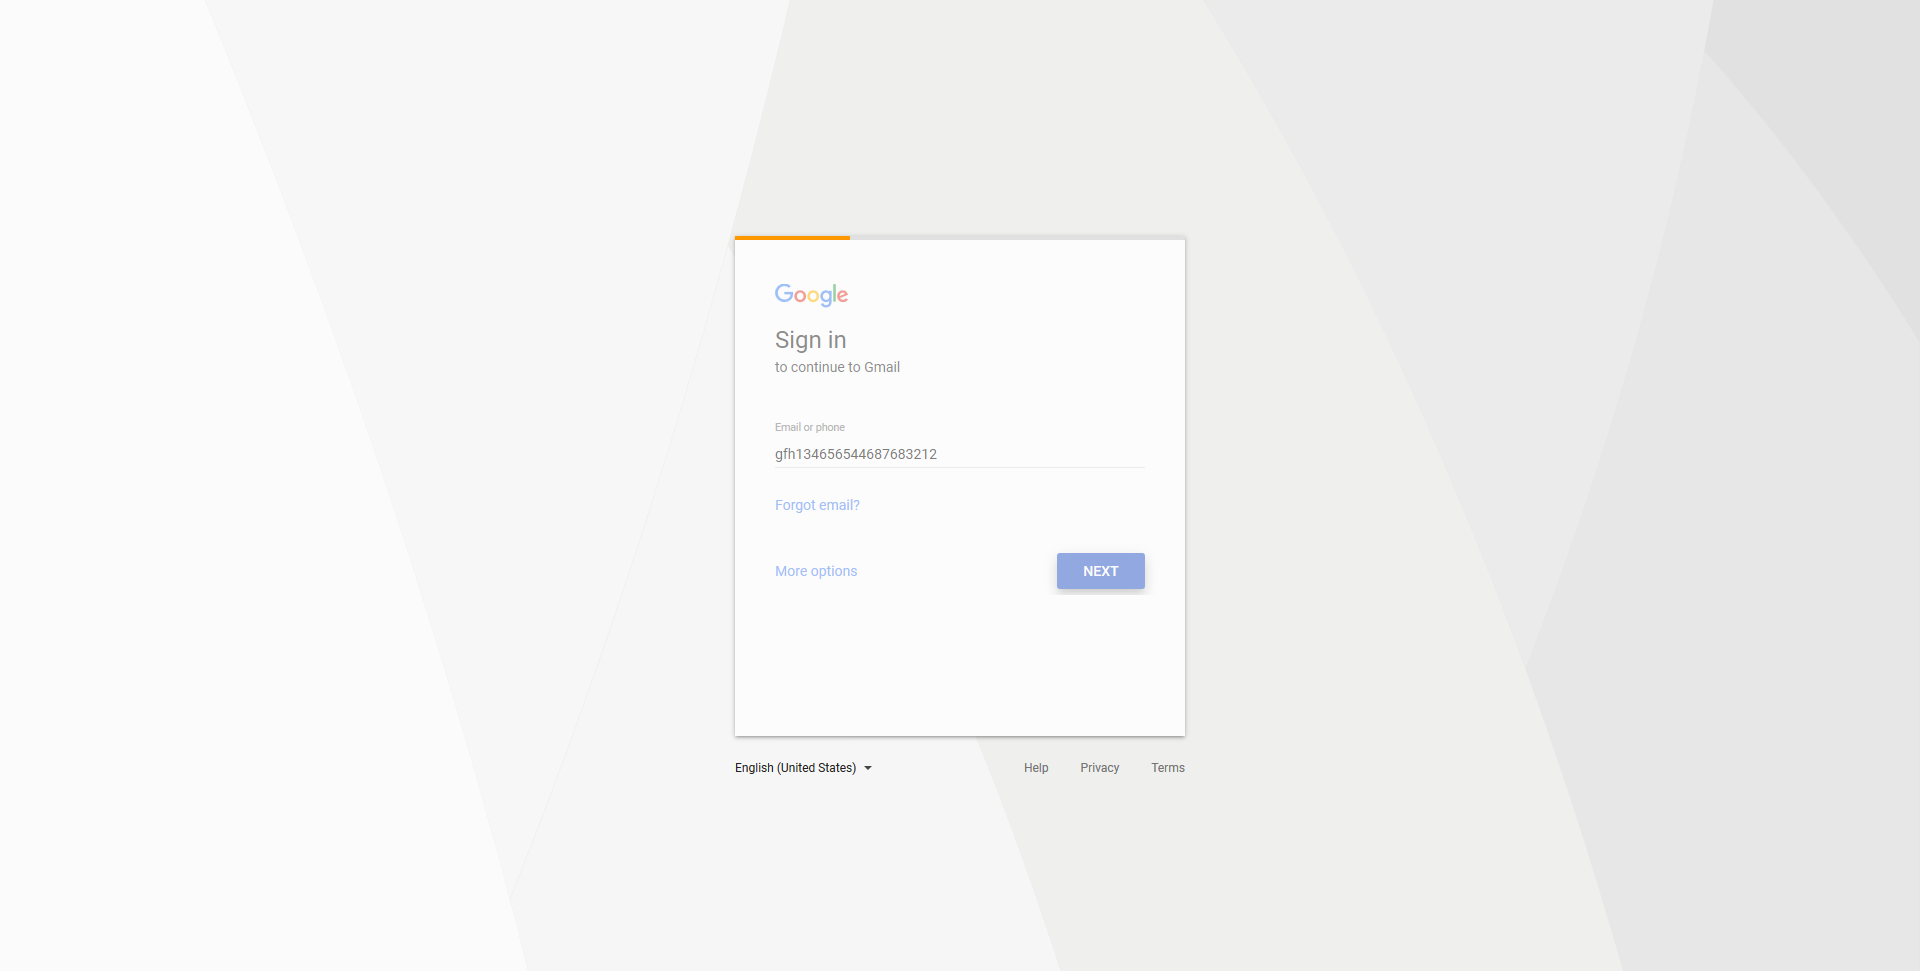 Google
Sign in
to continue to Gmail
Email or phone
gfh134656544687683212
Forgot email?
More options
NEXT
English (United States)
Help
Privacy
Terms